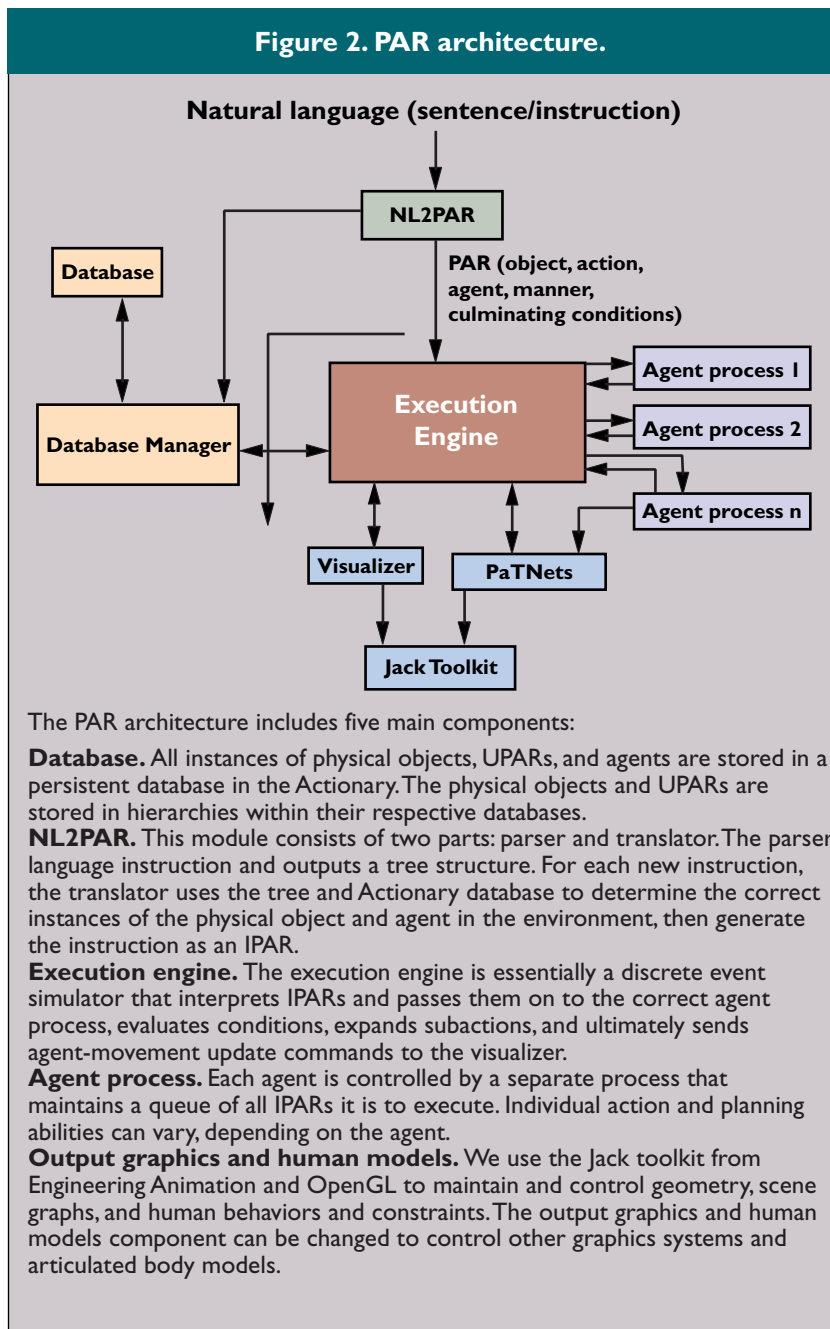 Figure 2. PAR architecture.
Natural language (sentence/instruction)
NL2PAR
PAR (object, action,
agent, manner,
culminating conditions)
Database
Database Manager
Execution
Engine
Agent process 1
Agent process 2
Agent process n
Visualizer
PaTNets
Jack Toolkit
The PAR architecture includes five main components:
Database. All instances of physical objects, UPARs, and agents are stored in a
persistent database in the Actionary. The physical objects and UPARs are
stored in hierarchies within their respective databases.
NL2PAR. This module consists of two parts: parser and translator. The parser
language instruction and outputs a tree structure. For each new instruction,
the translator uses the tree and Actionary database to determine the correct
instances of the physical object and agent in the environment, then generate
the instruction as an IPAR.
Execution engine. The execution engine is essentially a discrete event
simulator that interprets IPARs and passes them on to the correct agent
process, evaluates conditions, expands subactions, and ultimately sends
agent-movement update commands to the visualizer.
Agent process. Each agent is controlled by a separate process that
maintains a queue of all IPARs it is to execute. Individual action and planning
abilities can vary, depending on the agent.
Output graphics and human models. We use the Jack toolkit from
Engineering Animation and OpenGL to maintain and control geometry, scene
graphs, and human behaviors and constraints. The output graphics and human
models component can be changed to control other graphics systems and
articulated body models.